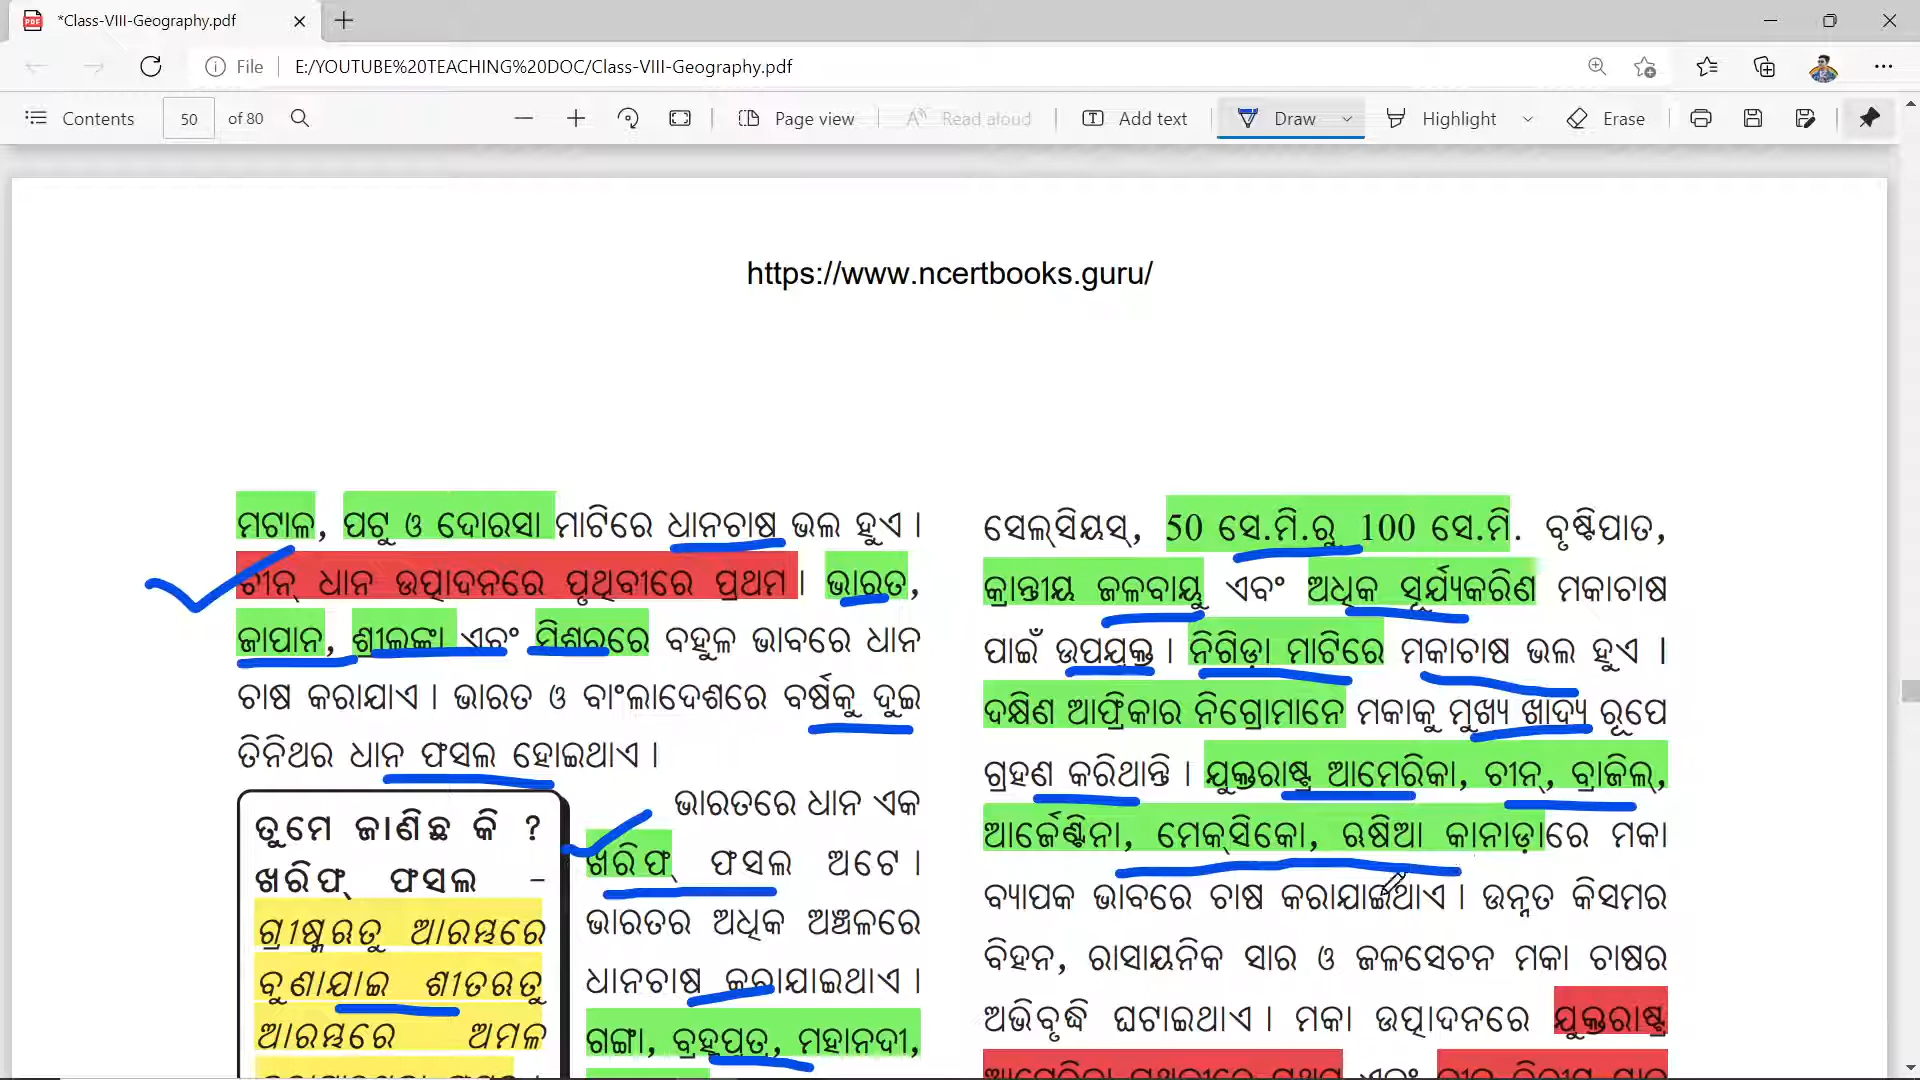 *Class-VIII-Geography.pdf
File
E:/YOUTUBE%20TEACHING%20DOC/Class-VIII-Geography.pdf
Contents
50
of 80
Page view
Read aloud
Add text
Draw
Highlight
Erase
https://www.ncertbooks.guru/
ମଟାଳ, ପଟୁ ଓ ଦୋରସା ମାଟିରେ ଧାନଚାଷ ଭଲ ହୁଏ ।
ଚୀନ୍ ଧାନ ଉତ୍ପାଦନରେ ପୃଥିବୀରେ ପ୍ରଥମ। ଭାରତ,
ଜାପାନ, ଶ୍ରୀଲଙ୍କା ଏବଂ ମିଶରରେ ବହୁଳ ଭାବରେ ଧାନ
ଚାଷ କରାଯାଏ। ଭାରତ ଓ ବାଂଲାଦେଶରେ ବର୍ଷକୁ ଦୁଇ
ତିନିଥର ଧାନ ଫସଲ ହୋଇଥାଏ।
ତୁମେ ଜାଣିଛ କି ?
ଖରିଫ୍ ଫସଲ –
ଗ୍ରୀଷ୍ମଋତୁ ଆରମ୍ଭରେ
ବୁଣାଯାଇ ଶୀତଋତୁ
ଆରମ୍ଭରେ ଅମଳ
ଭାରତରେ ଧାନ ଏକ
ଖରିଫ୍ ଫସଲ ଅଟେ।
ଭାରତର ଅଧିକ ଅଞ୍ଚଳରେ
ଧାନଚାଷ କରାଯାଇଥାଏ।
ଗଙ୍ଗା, ବ୍ରହ୍ମପୁତ୍ର, ମହାନଦୀ,
ସେଲ୍‌ସିୟସ୍, 50 ସେ.ମି.ରୁ 100 ସେ.ମି. ବୃଷ୍ଟିପାତ,
କ୍ରାନ୍ତୀୟ ଜଳବାୟୁ ଏବଂ ଅଧିକ ସୂର୍ଯ୍ୟକିରଣ ମକାଚାଷ
ପାଇଁ ଉପଯୁକ୍ତ। ନିଗିଡ଼ା ମାଟିରେ ମକାଚାଷ ଭଲ ହୁଏ ।
ଦକ୍ଷିଣ ଆଫ୍ରିକାର ନିଗ୍ରୋମାନେ ମକାକୁ ମୁଖ୍ୟ ଖାଦ୍ୟ ରୂପେ
ଗ୍ରହଣ କରିଥାନ୍ତି । ଯୁକ୍ତରାଷ୍ଟ୍ର ଆମେରିକା, ଚୀନ୍, ବ୍ରାଜିଲ୍,
ଆର୍ଜେଣ୍ଟିନା, ମେକ୍‌ସିକୋ, ଋଷିଆ କାନାଡ଼ାରେ ମକା
ବ୍ୟାପକ ଭାବରେ ଚାଷ କରାଯାଇଥାଏ। ଉନ୍ନତ କିସମର
ବିହନ, ରାସାୟନିକ ସାର ଓ ଜଳସେଚନ ମକା ଚାଷର
ଅଭିବୃଦ୍ଧି ଘଟାଇଥାଏ। ମକା ଉତ୍ପାଦନରେ ଯୁକ୍ତରାଷ୍ଟ୍ର